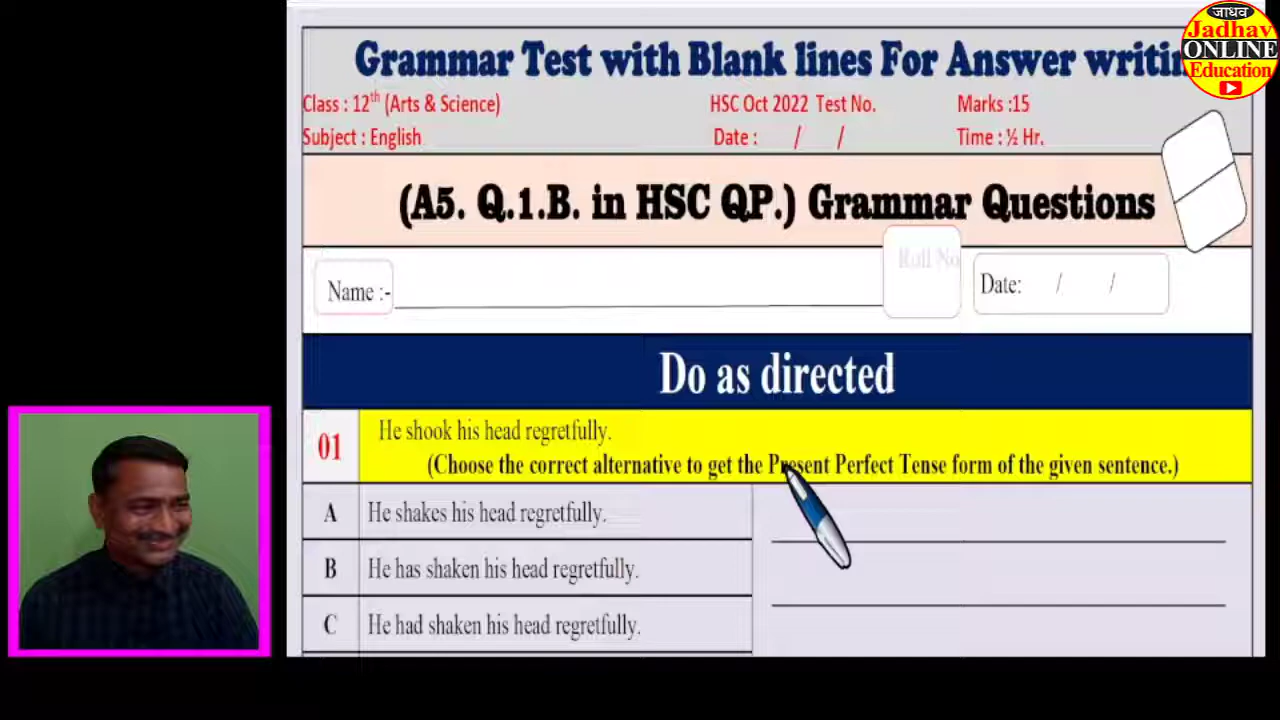 जाधव
Jadhav
ONLINE
Education
Grammar Test with Blank lines For Answer writin
Class : 12th (Arts & Science) HSC Oct 2022 Test No. Marks :15
Subject : English Date : / / Time : ½ Hr.
(A5. Q.1.B. in HSC QP.) Grammar Questions
Name :- Roll No Date: / /
Do as directed
01 He shook his head regretfully.
(Choose the correct alternative to get the Present Perfect Tense form of the given sentence.)
A He shakes his head regretfully.
B He has shaken his head regretfully.
C He had shaken his head regretfully.